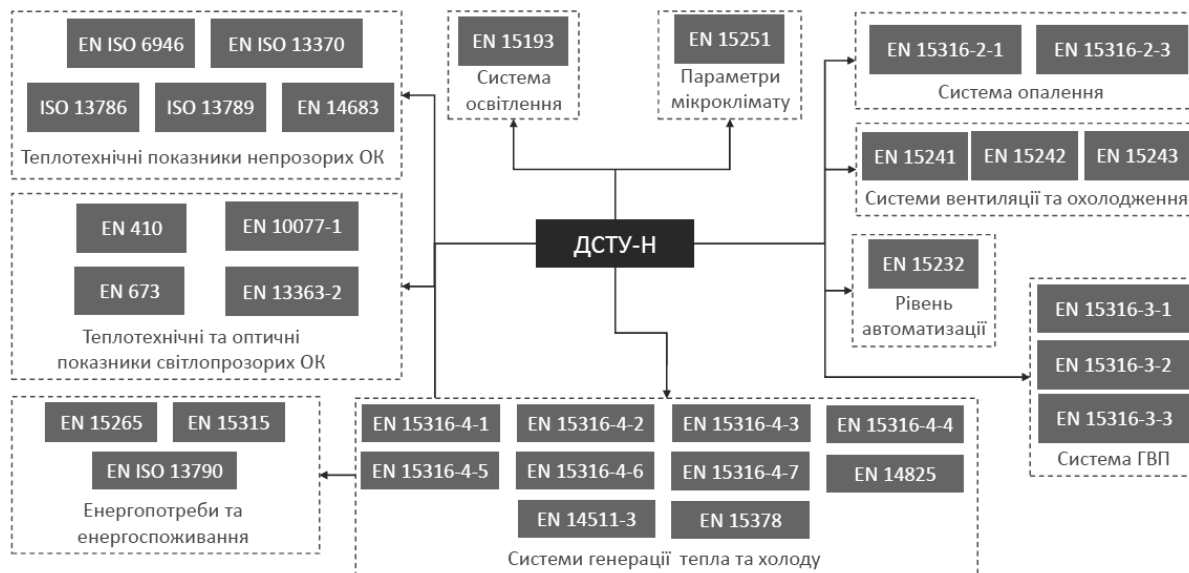 EN ISO 6946
EN ISO 13370
ISO 13786
ISO 13789
EN 14683
Теплотехнічні показники непрозорих ОК
EN 15193
Система
освітлення
EN 15251
Параметри
мікроклімату
EN 15316-2-1
EN 15316-2-3
Система опалення
EN 15241
EN 15242
EN 15243
Системи вентиляції та охолодження
EN 410
EN 10077-1
EN 673
EN 13363-2
Теплотехнічні та оптичні
показники світлопрозорих ОК
ДСТУ-Н
EN 15232
Рівень
автоматизації
EN 15316-3-1
EN 15316-3-2
EN 15316-3-3
Система ГВП
EN 15265
EN 15315
EN ISO 13790
Енергопотреби та
енергоспоживання
EN 15316-4-1
EN 15316-4-2
EN 15316-4-3
EN 15316-4-4
EN 15316-4-5
EN 15316-4-6
EN 15316-4-7
EN 14825
EN 14511-3
EN 15378
Системи генерації тепла та холоду